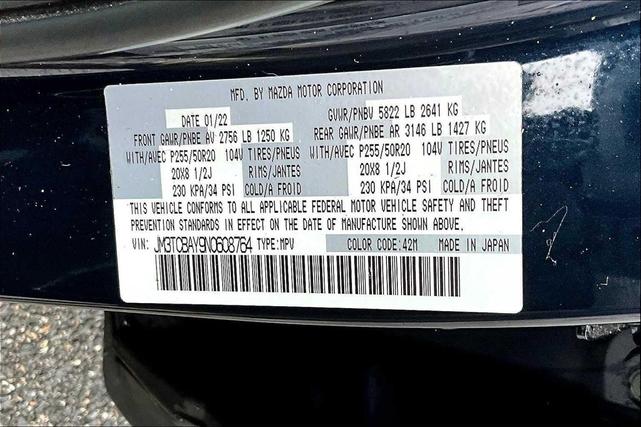 MFD. BY MAZDA MOTOR CORPORATION
DATE 01/22 GVWR/PNBV 5822 LB 2641 KG
FRONT GAWR/PNBE AV 2756 LB 1250 KG REAR GAWR/PNBE AR 3146 LB 1427 KG
WITH/AVEC P255/50R20 104V TIRES/PNEUS WITH/AVEC P255/50R20 104V TIRES/PNEUS
20X8 1/2J RIMS/JANTES 20X8 1/2J RIMS/JANTES
230 KPA/34 PSI COLD/A FROID 230 KPA/34 PSI COLD/A FROID
THIS VEHICLE CONFORMS TO ALL APPLICABLE FEDERAL MOTOR VEHICLE SAFETY AND THEFT
PREVENTION STANDARDS IN EFFECT ON THE DATE OF MANUFACTURE SHOWN ABOVE.
VIN: JM3TCBAY9N0608764 TYPE:MPV COLOR CODE:42M MADE IN JAPAN